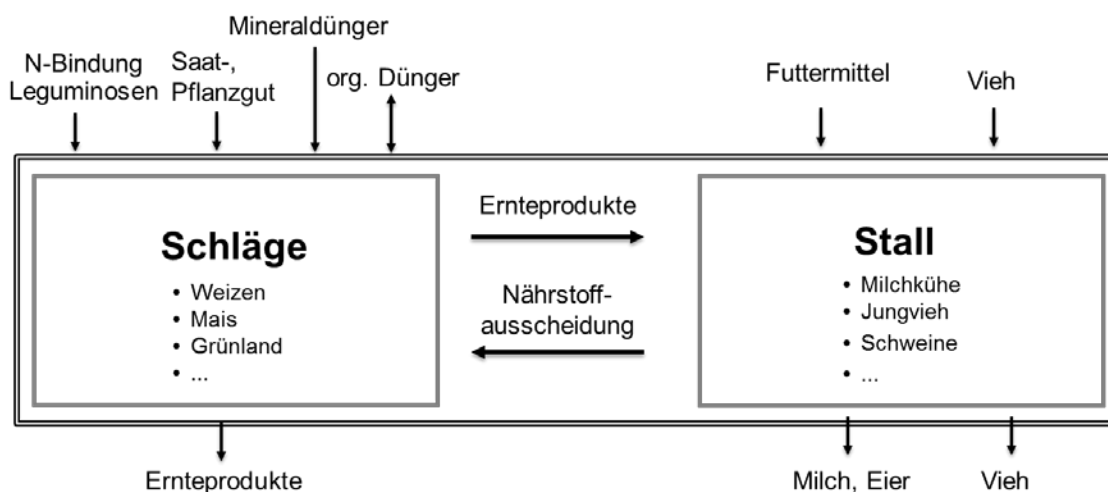 Mineraldünger
N-Bindung
Leguminosen
Saat-,
Pflanzgut
org. Dünger
Futtermittel
Vieh
Schläge
• Weizen
• Mais
• Grünland
• ...
Ernteprodukte
Nährstoff-
ausscheidung
Stall
• Milchkühe
• Jungvieh
• Schweine
• ...
Ernteprodukte
Milch, Eier
Vieh